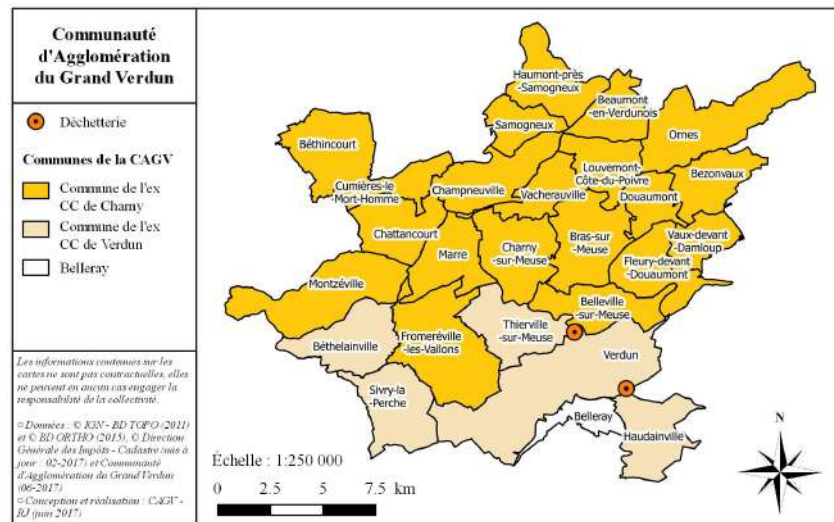 Communauté
d'Agglomération
du Grand Verdun
Déchetterie
Communes de la CAGV
Commune de l'ex
CC de Charny
Commune de l'ex
CC de Verdun
Belleray
Les informations contenues sur les
cartes ne sont pas contractuelles, elles
ne peuvent en aucun cas engager la
responsabilité de la collectivité.
© Données : © IGN - BD TOPO (2011)
et © BD ORTHO (2015), © Direction
Générale des Impôts - Cadastre (mis à
jour : 02-2017) et Communauté
d'Agglomération du Grand Verdun
(06-2017)
© Conception et réalisation : CAGV -
RJ (juin 2017)
Haumont-près
-Samogneux
Beaumont
-en-Verdunois
Samogneux
Ornes
Béthincourt
Louvemont-
Côte-du-Poivre
Bezonvaux
Cumières-le
-Mort-Homme
Champneuville
Vacherauville
Douaumont
Chattancourt
Marre
Charny
-sur-Meuse
Bras-sur
-Meuse
Vaux-devant
-Damloup
Fleury-devant
-Douaumont
Montzéville
Belleville
-sur-Meuse
Béthelainville
Fromeréville
-les-Vallons
Thierville
-sur-Meuse
Verdun
Sivry-la
-Perche
Belleray
Haudainville
N
Échelle : 1:250 000
0 2.5 5 7.5 km